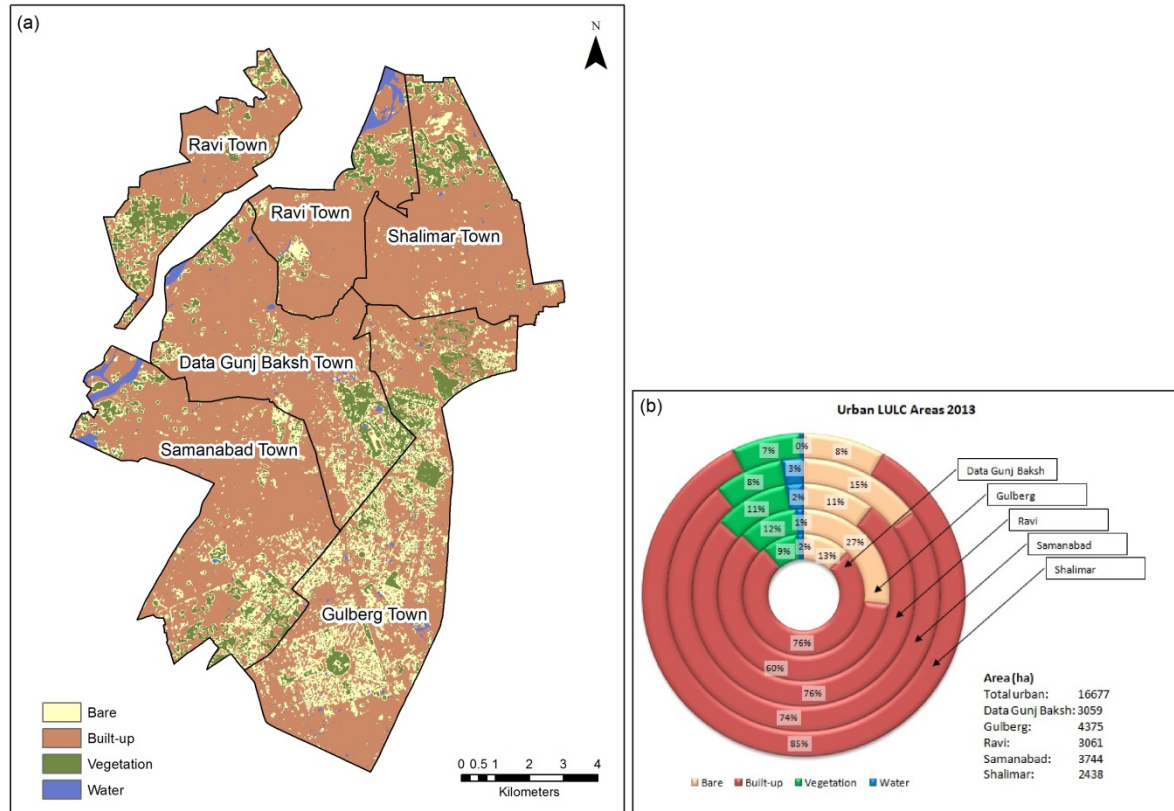 (a)
N
Ravi Town
Ravi Town
Shalimar Town
Data Gunj Baksh Town
Samanabad Town
Gulberg Town
Bare
Built-up
Vegetation
Water
0 0.5 1 2 3 4
Kilometers
(b)
Urban LULC Areas 2013
7% 0% 8%
8% 3% 15%
11% 2% 11%
12% 1% 27%
9% 2% 13%
76%
60%
76%
74%
85%
Data Gunj Baksh
Gulberg
Ravi
Samanabad
Shalimar
Area (ha)
Total urban: 16677
Data Gunj Baksh: 3059
Gulberg: 4375
Ravi: 3061
Samanabad: 3744
Shalimar: 2438
Bare Built-up Vegetation Water